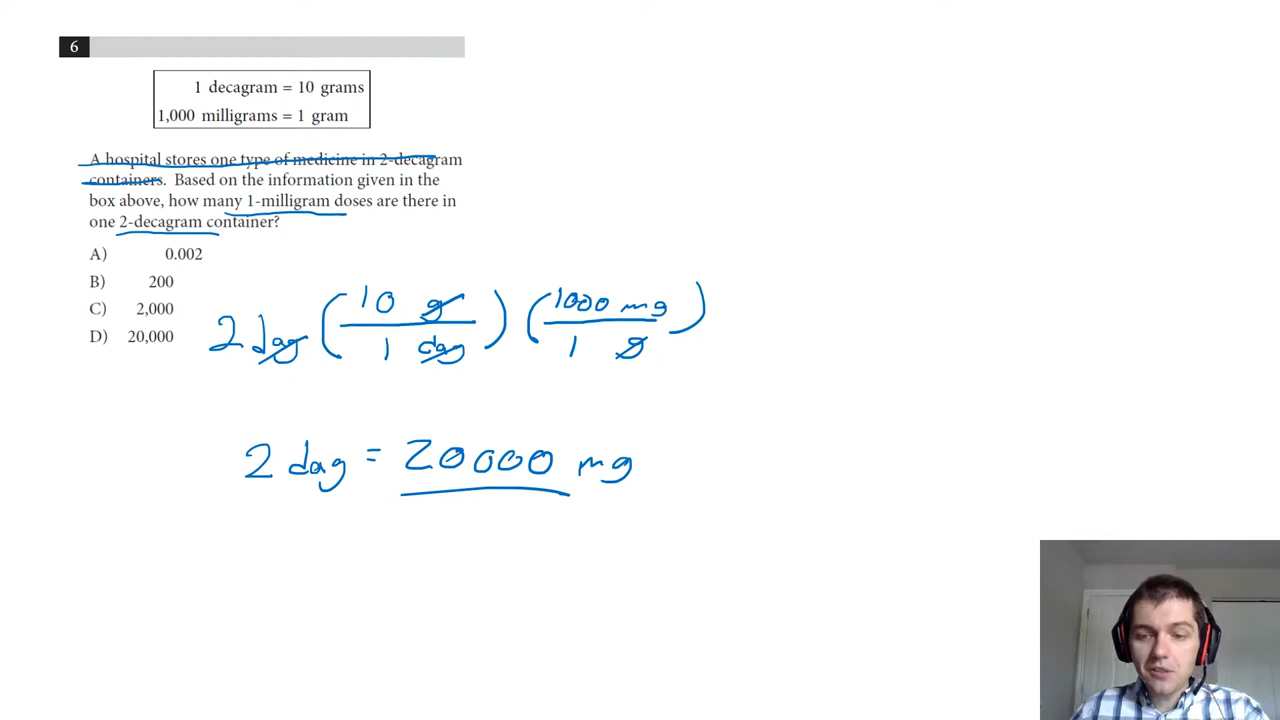 6
1 decagram = 10 grams
1,000 milligrams = 1 gram
A hospital stores one type of medicine in 2-decagram
containers. Based on the information given in the
box above, how many 1-milligram doses are there in
one 2-decagram container?
A) 0.002
B) 200
C) 2,000
D) 20,000
2 dag (10 g / 1 dag) (1000 mg / 1 g)
2 dag = 20000 mg